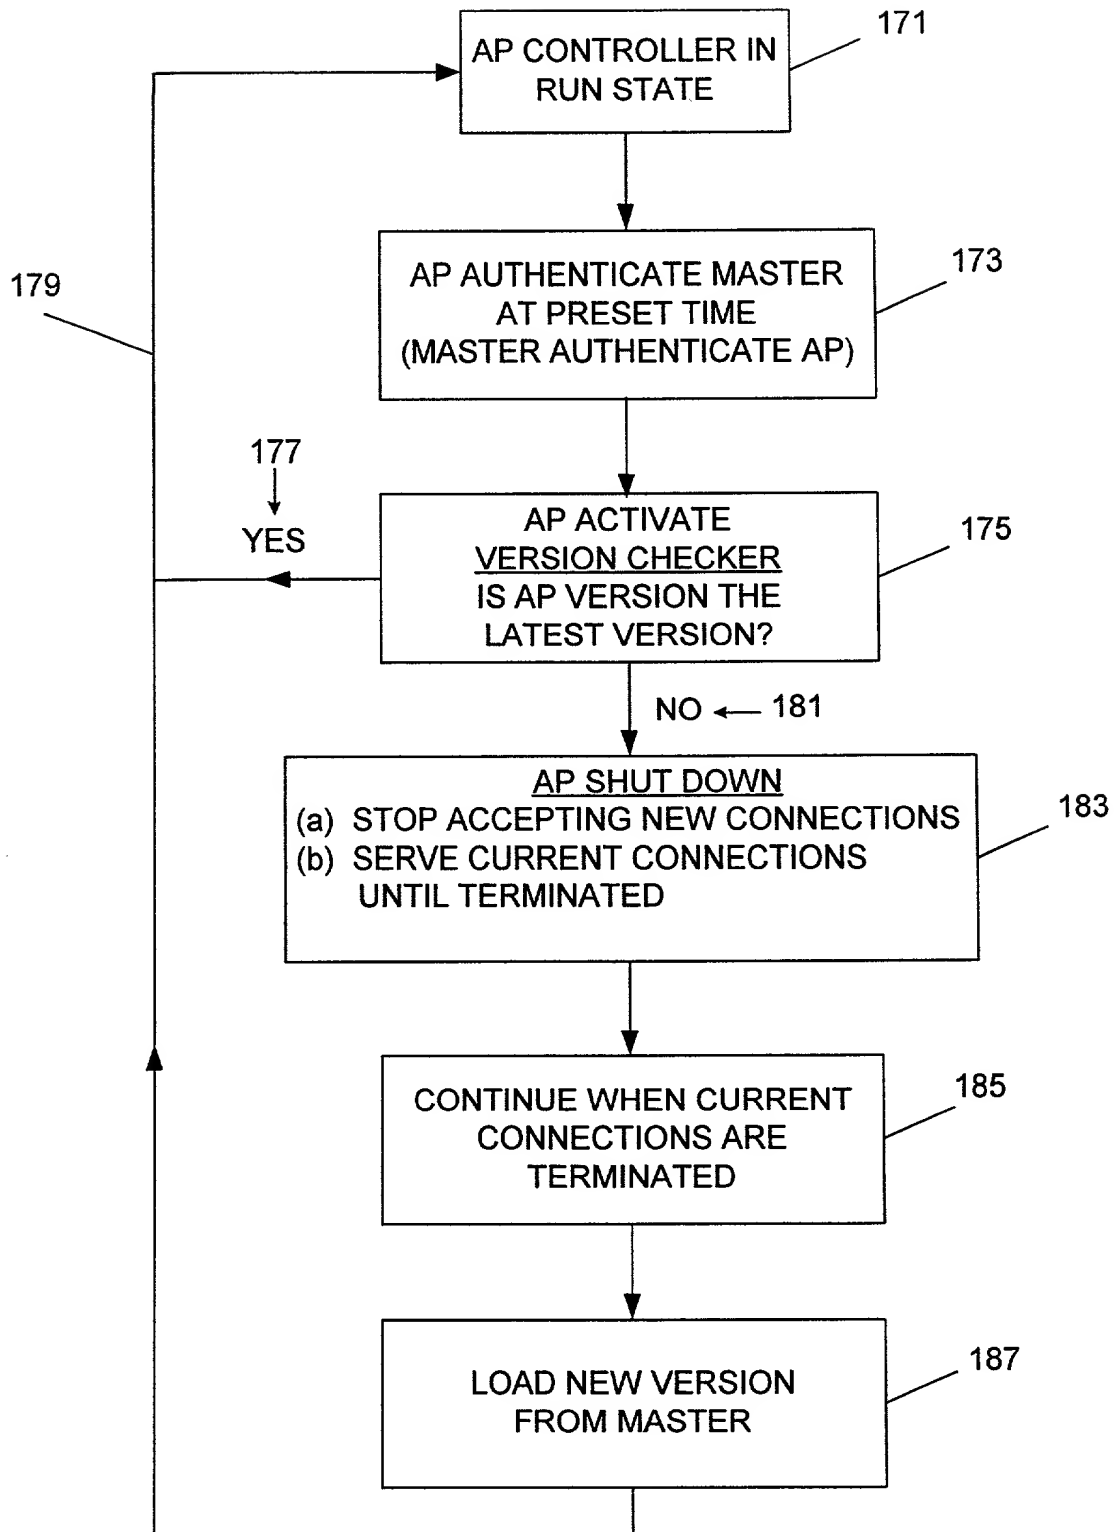 AP CONTROLLER IN
RUN STATE
171
AP AUTHENTICATE MASTER
AT PRESET TIME
(MASTER AUTHENTICATE AP)
173
179
177
YES
AP ACTIVATE
VERSION CHECKER
IS AP VERSION THE
LATEST VERSION?
175
NO
181
AP SHUT DOWN
(a) STOP ACCEPTING NEW CONNECTIONS
(b) SERVE CURRENT CONNECTIONS
UNTIL TERMINATED
183
CONTINUE WHEN CURRENT
CONNECTIONS ARE
TERMINATED
185
LOAD NEW VERSION
FROM MASTER
187